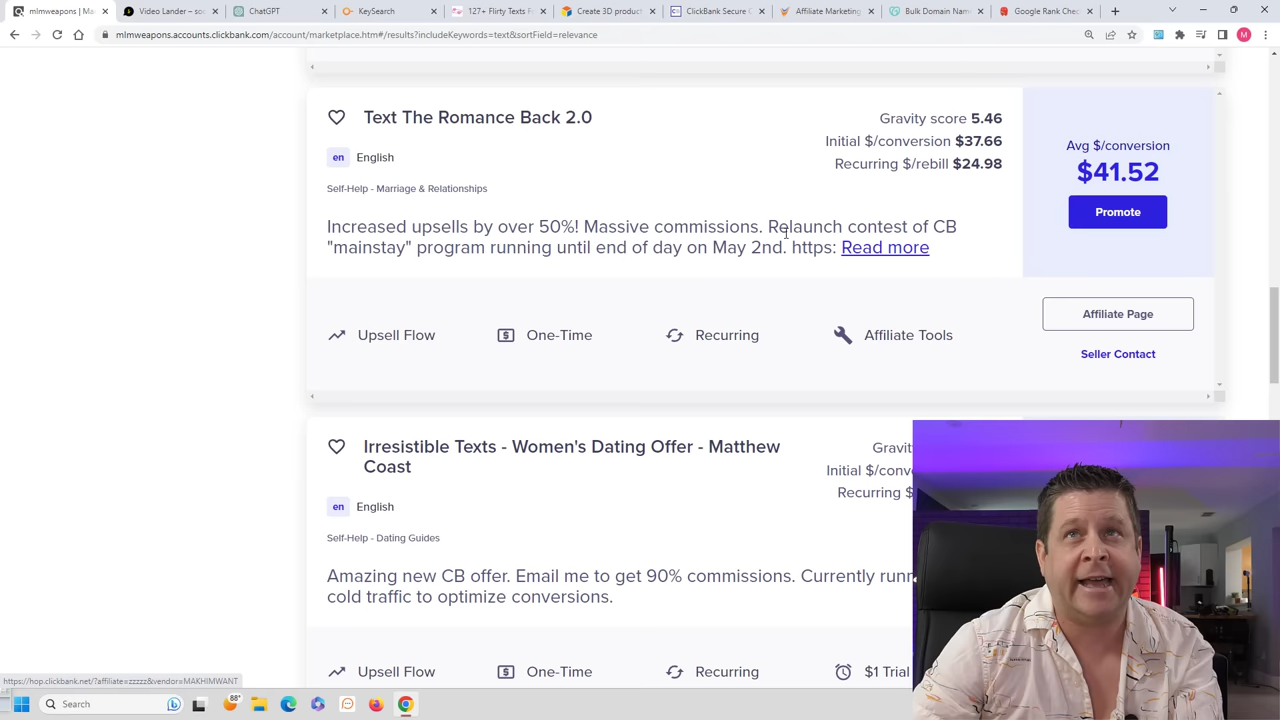 mlmweapons | Ma
Video Lander – soc
ChatGPT
KeySearch
127+ Flirty Texts F
Create 3D product
ClickBank Secure C
Affiliate Marketing
Bulk Domain Name
Google Rank Check
mlmweapons.accounts.clickbank.com/account/marketplace.htm#/results?includeKeywords=text&sortField=relevance
M
Text The Romance Back 2.0
Gravity score 5.46
Initial $/conversion $37.66
Recurring $/rebill $24.98
en English
Self-Help - Marriage & Relationships
Avg $/conversion
$41.52
Promote
Increased upsells by over 50%! Massive commissions. Relaunch contest of CB
"mainstay" program running until end of day on May 2nd. https: Read more
Upsell Flow
One-Time
Recurring
Affiliate Tools
Affiliate Page
Seller Contact
Irresistible Texts - Women's Dating Offer - Matthew
Coast
Gravit
Initial $/conve
Recurring $
en English
Self-Help - Dating Guides
Amazing new CB offer. Email me to get 90% commissions. Currently runn
cold traffic to optimize conversions.
Upsell Flow
One-Time
Recurring
$1 Trial
https://hop.clickbank.net/?affiliate=zzzzz&vendor=MAKHIMWANT
Search
88°